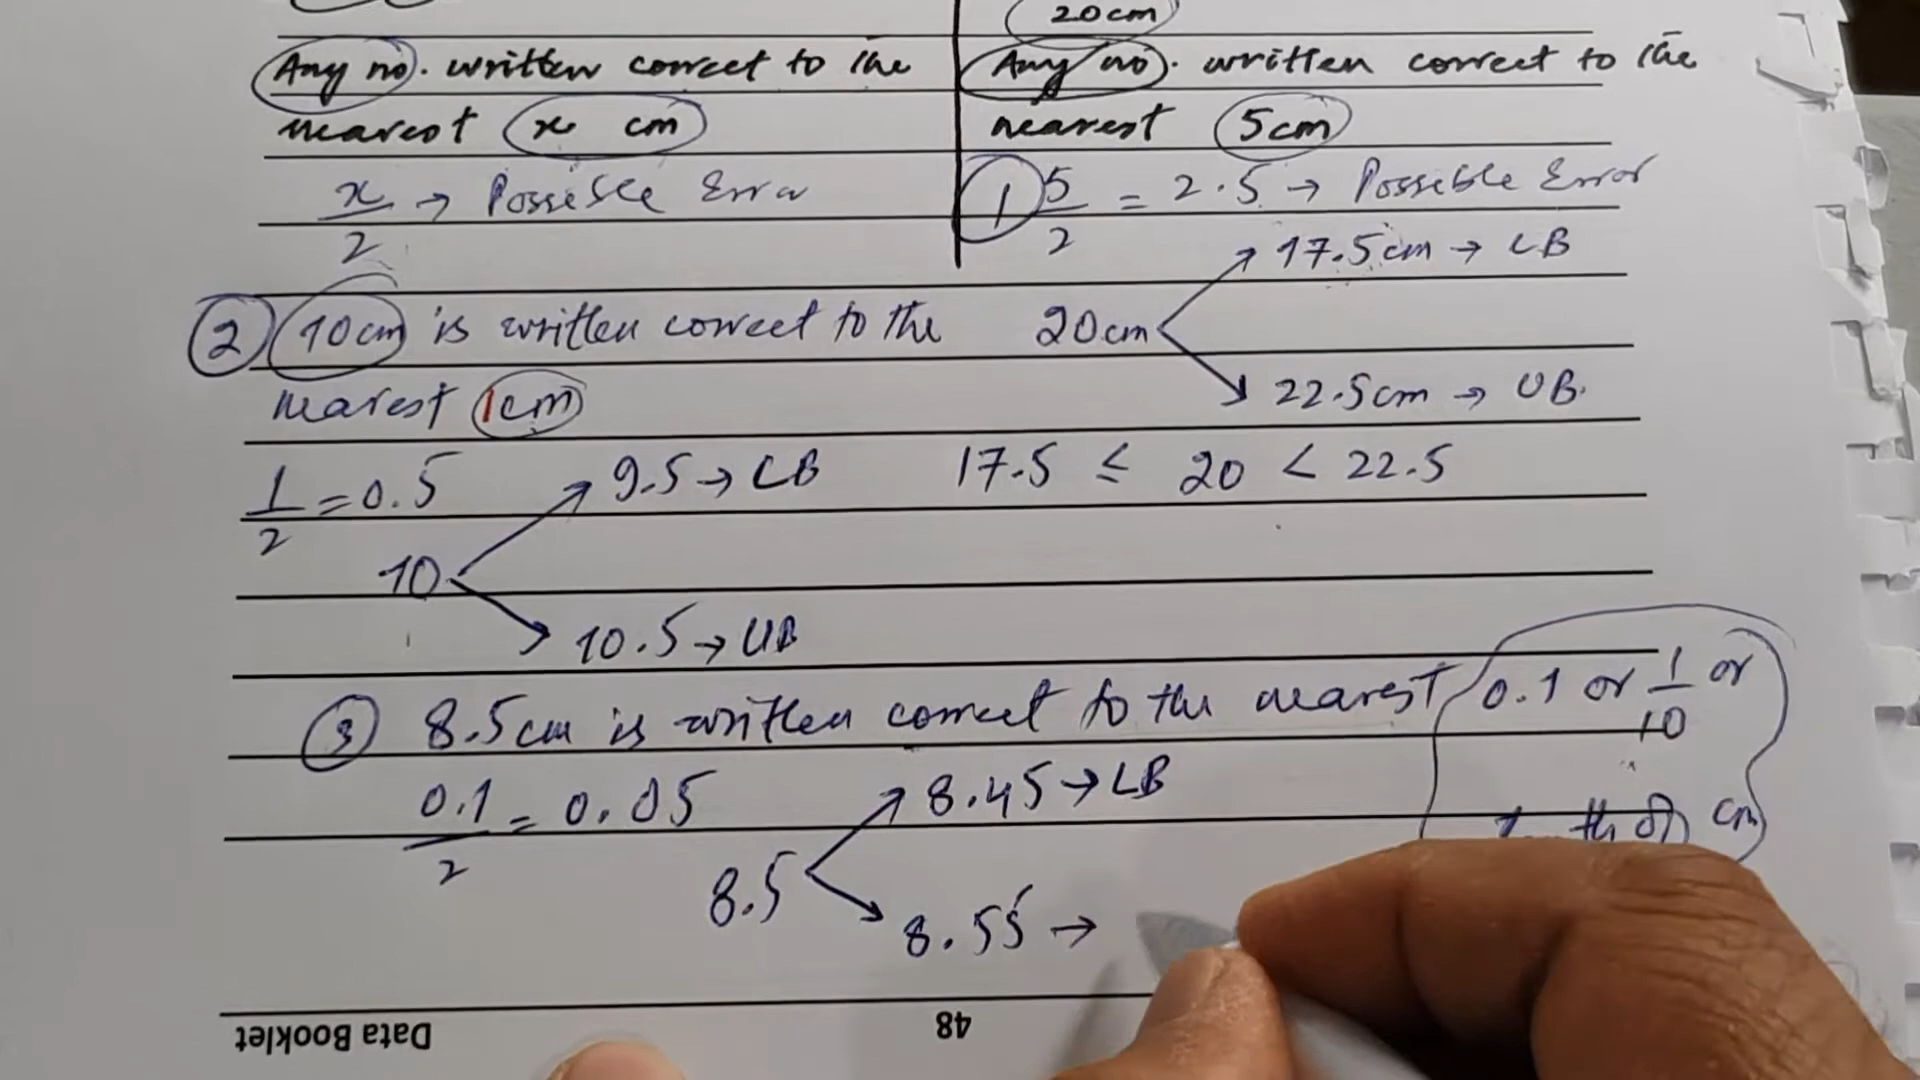 20cm
Any no. written correct to the
nearest x cm
x/2 → Possible Error
Any no. written correct to the
nearest 5cm
1 5/2 = 2.5 → Possible Error
20cm
17.5cm → LB
22.5cm → UB.
17.5 ≤ 20 < 22.5
2 10cm is written correct to the
nearest 1cm
1/2 = 0.5
10
9.5 → LB
10.5 → UB
3 8.5cm is written correct to the nearest 0.1 or 1/10 or
th of cm
0.1/2 = 0.05
8.5
8.45 → LB
8.55 →
48
Data Booklet